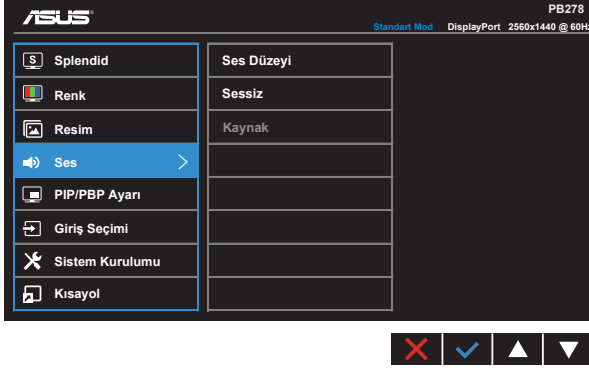 ASUS
PB278
Standart Mod DisplayPort 2560x1440 @ 60Hz
S Splendid
Renk
Resim
Ses
PIP/PBP Ayarı
Giriş Seçimi
Sistem Kurulumu
Kısayol
Ses Düzeyi
Sessiz
Kaynak